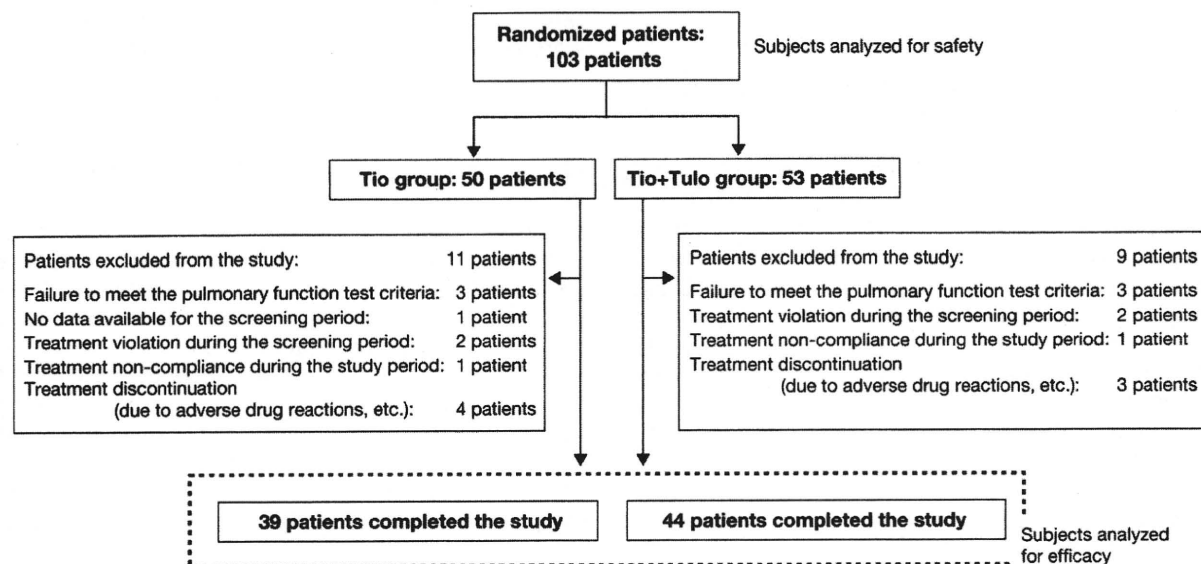 Randomized patients:
103 patients
Subjects analyzed for safety
Tio group: 50 patients
Tio+Tulo group: 53 patients
Patients excluded from the study: 11 patients
Failure to meet the pulmonary function test criteria: 3 patients
No data available for the screening period: 1 patient
Treatment violation during the screening period: 2 patients
Treatment non-compliance during the study period: 1 patient
Treatment discontinuation
(due to adverse drug reactions, etc.): 4 patients
Patients excluded from the study: 9 patients
Failure to meet the pulmonary function test criteria: 3 patients
Treatment violation during the screening period: 2 patients
Treatment non-compliance during the study period: 1 patient
Treatment discontinuation
(due to adverse drug reactions, etc.): 3 patients
39 patients completed the study
44 patients completed the study
Subjects analyzed
for efficacy